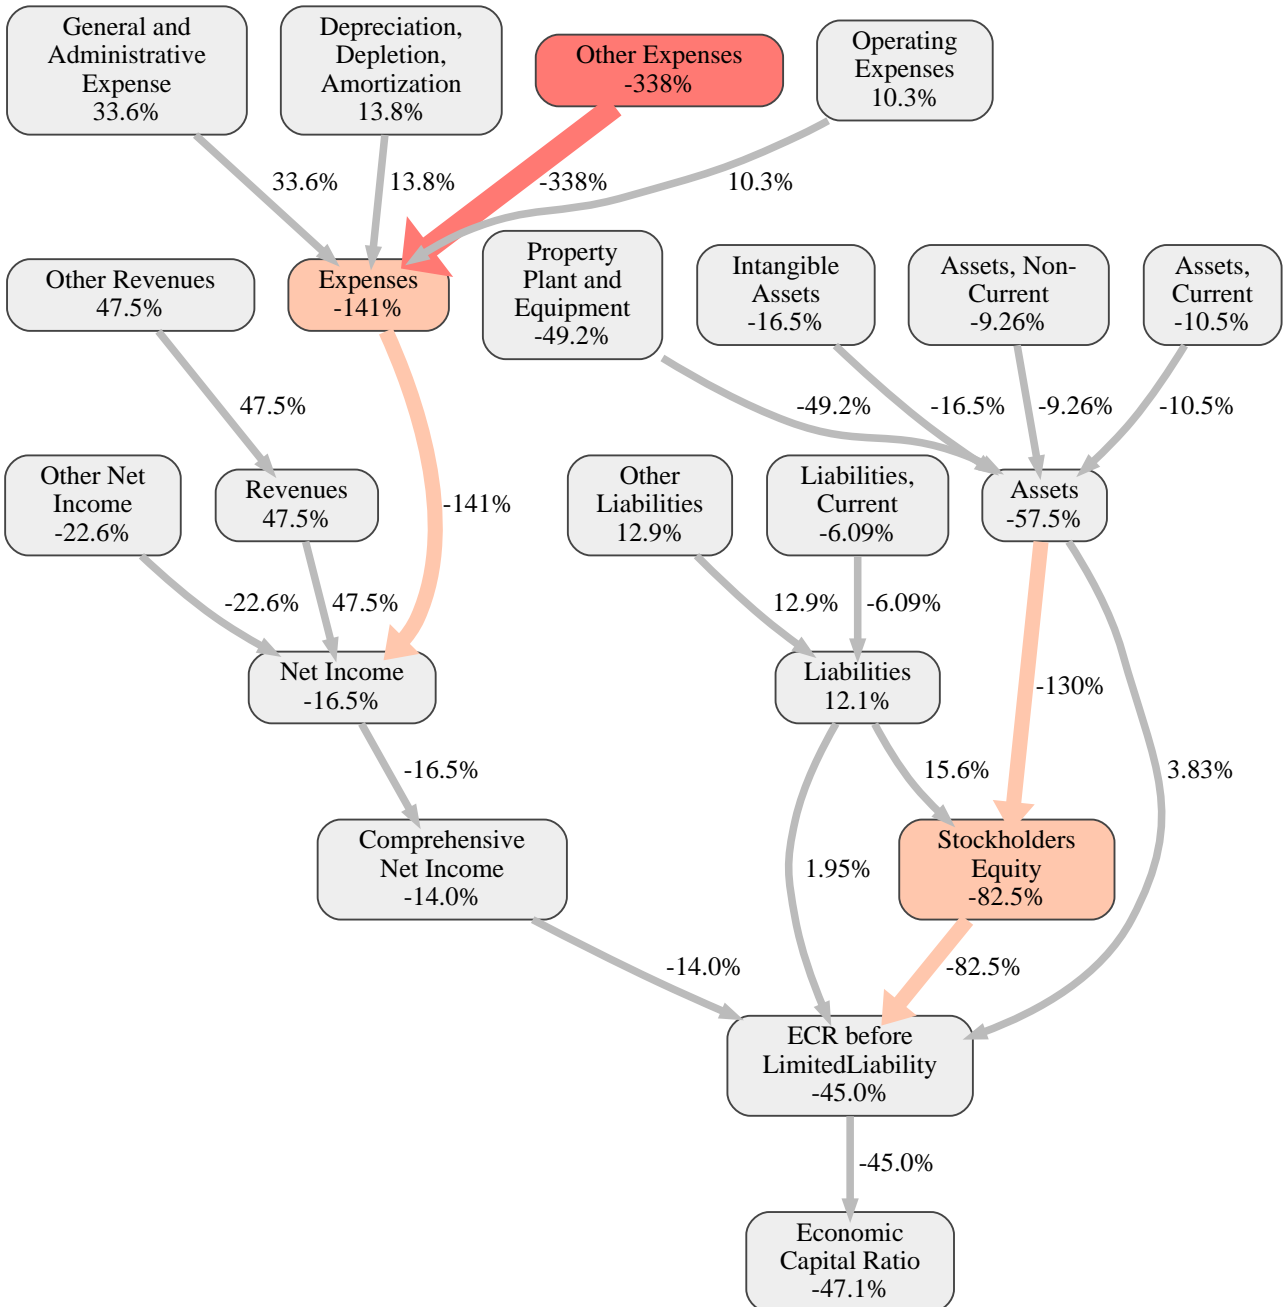 General and
Administrative
Expense
33.6%
Depreciation,
Depletion,
Amortization
13.8%
Other Expenses
-338%
Operating
Expenses
10.3%
33.6%
13.8%
-338%
10.3%
Other Revenues
47.5%
Expenses
-141%
Property
Plant and
Equipment
-49.2%
Intangible
Assets
-16.5%
Assets, Non-
Current
-9.26%
Assets,
Current
-10.5%
47.5%
-49.2%
-16.5%
-9.26%
-10.5%
Other Net
Income
-22.6%
Revenues
47.5%
-141%
Other
Liabilities
12.9%
Liabilities,
Current
-6.09%
Assets
-57.5%
-22.6%
47.5%
12.9%
-6.09%
Net Income
-16.5%
Liabilities
12.1%
-130%
-16.5%
15.6%
3.83%
Comprehensive
Net Income
-14.0%
1.95%
Stockholders
Equity
-82.5%
-14.0%
-82.5%
ECR before
LimitedLiability
-45.0%
-45.0%
Economic
Capital Ratio
-47.1%